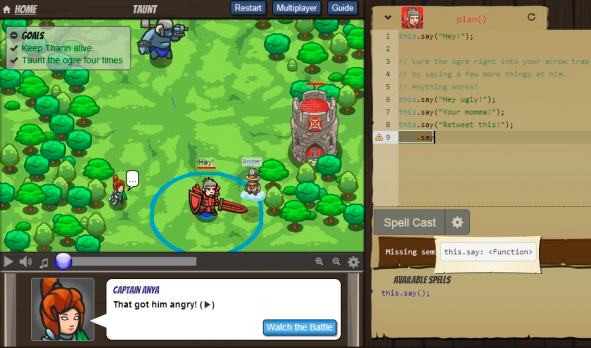 HOME
TAUNT
Restart
Multiplayer
Guide
GOALS
Keep Tharin alive
Taunt the ogre four times
Hey!
Anoner
...
CAPTAIN ANYA
That got him angry! ( )
Watch the Battle
plan()
1 this.say("Hey!");
2
3 // Lure the ogre right into your arrow trap
4 // by saying a few more things at him.
5 // Anything works!
6 this.say("Hey ugly!");
7 this.say("Your momma!");
8 this.say("Retweet this!");
9 this.say
Spell Cast
Missing sem
this.say: <Function>
AVAILABLE SPELLS
this.say();